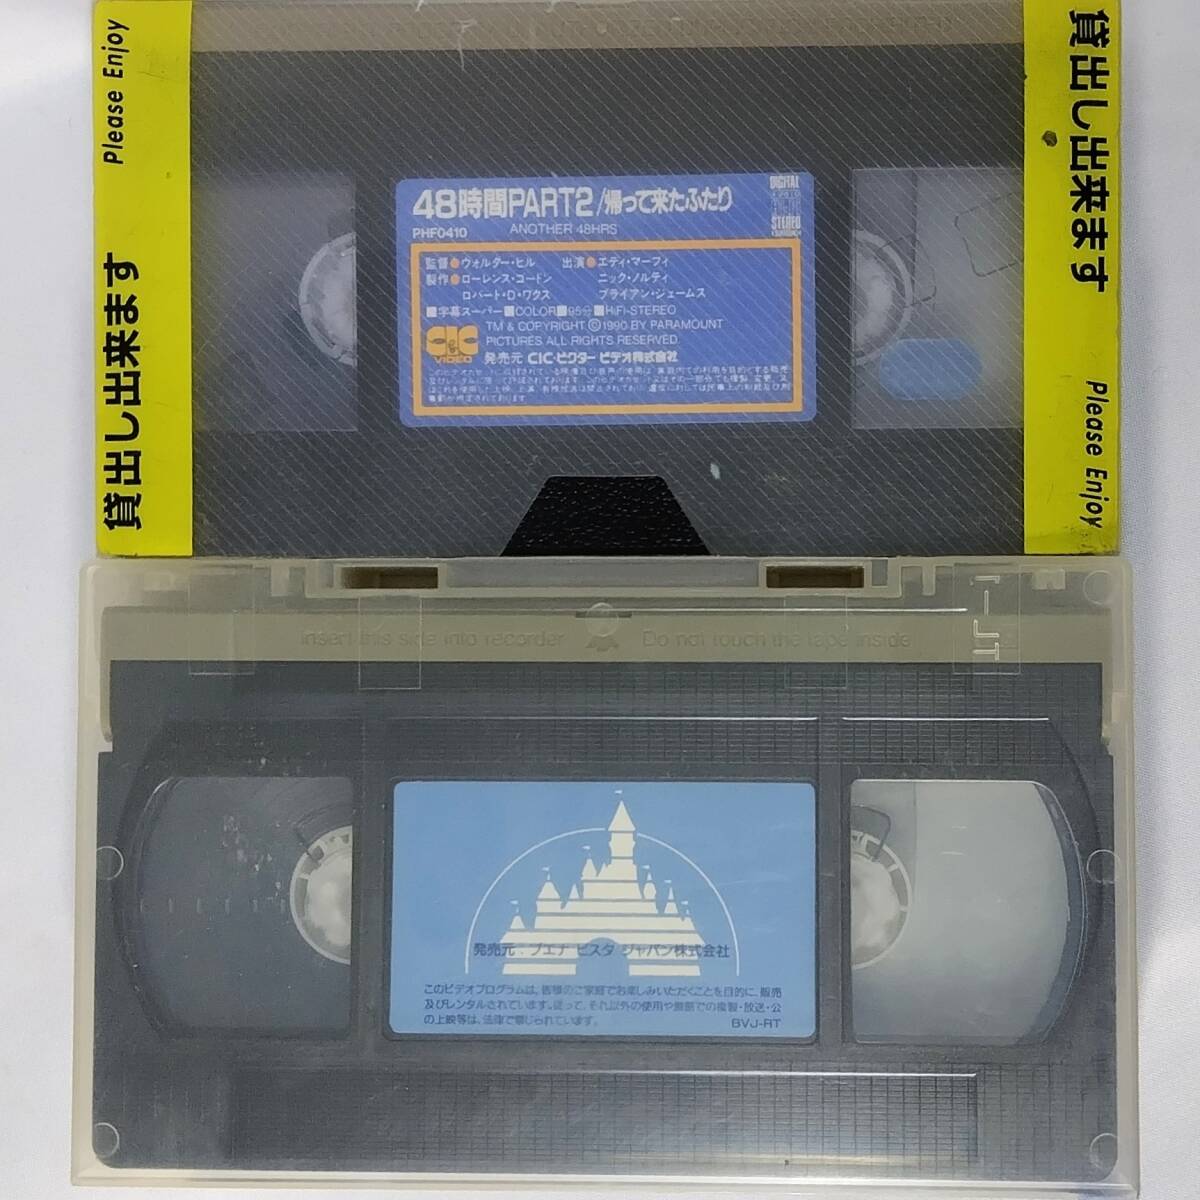 Please Enjoy
貸出し出来ます
貸出し出来ます
Please Enjoy
48時間PART2/帰って来たふたり
DIGITAL
STEREO
PHF0410 ANOTHER 48HRS
監督●ウォルター・ヒル 出演●エディ・マーフィ
製作●ローレンス・ゴードン ニック・ノルティ
ロバート・D・ワクス ブライアン・ジェームス
■字幕スーパー■COLOR■95分■HiFi-STEREO
TM & COPYRIGHT ©1990 BY PARAMOUNT
PICTURES ALL RIGHTS RESERVED.
CIC VIDEO
発売元 CIC・ビクター ビデオ株式会社
Insert this side into recorder
Do not touch the tape inside
発売元:ブエナ ビスタ ジャパン株式会社
このビデオプログラムは、皆様のご家庭でお楽しみいただくことを目的に、販売
及びレンタルされています。従って、それ以外の使用や無断での複製・放送・公
の上映等は、法律で禁じられています。
BVJ-RT